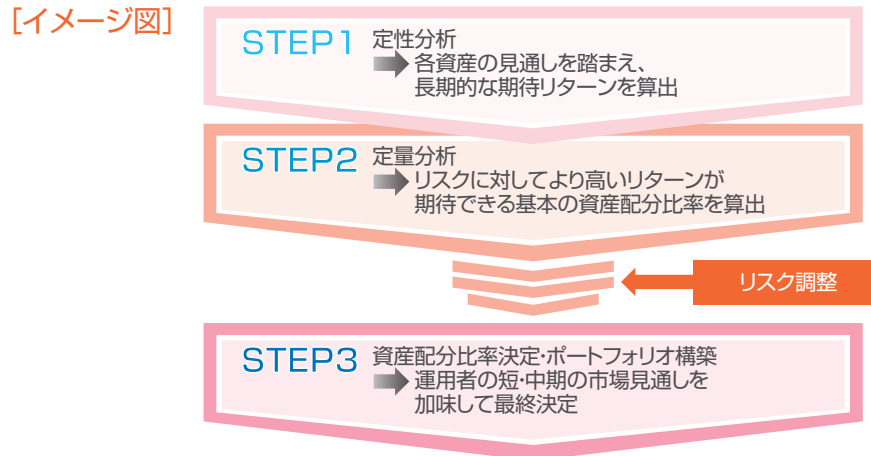 [イメージ図]
STEP1 定性分析
各資産の見通しを踏まえ、
長期的な期待リターンを算出
STEP2 定量分析
リスクに対してより高いリターンが
期待できる基本の資産配分比率を算出
リスク調整
STEP3 資産配分比率決定・ポートフォリオ構築
運用者の短・中期の市場見通しを
加味して最終決定